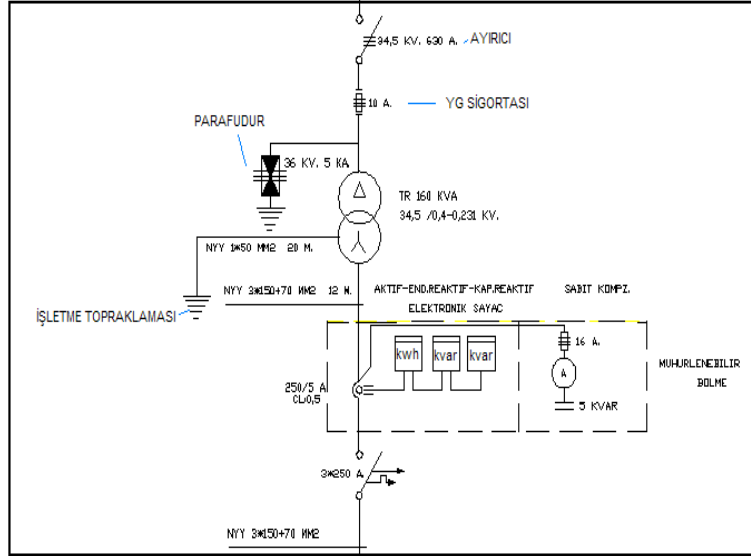 34,5 KV. 630 A.
AYIRICI
10 A.
YG SİGORTASI
PARAFUDUR
36 KV. 5 KA.
TR 160 KVA
34,5 /0,4-0,231 KV.
NYY 1*50 MM2 20 M.
NYY 3*150+70 MM2 12 M.
İŞLETME TOPRAKLAMASI
AKTIF-END.REAKTIF-KAP.REAKTIF
ELEKTRONIK SAYAC
SABIT KOMPZ.
kwh
kvar
kvar
16 A.
A
5 KVAR
MUHURLENEBILIR
BOLME
250/5 A
CL:0,5
3*250 A.
NYY 3*150+70 MM2